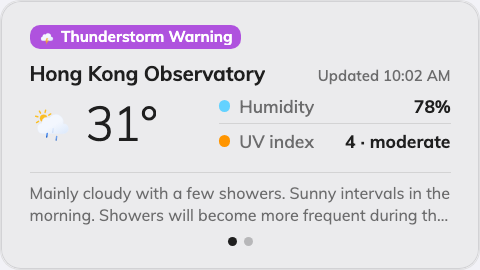 Thunderstorm Warning
Hong Kong Observatory
Updated 10:02 AM
31°
Humidity 78%
UV index 4 · moderate
Mainly cloudy with a few showers. Sunny intervals in the
morning. Showers will become more frequent during th...